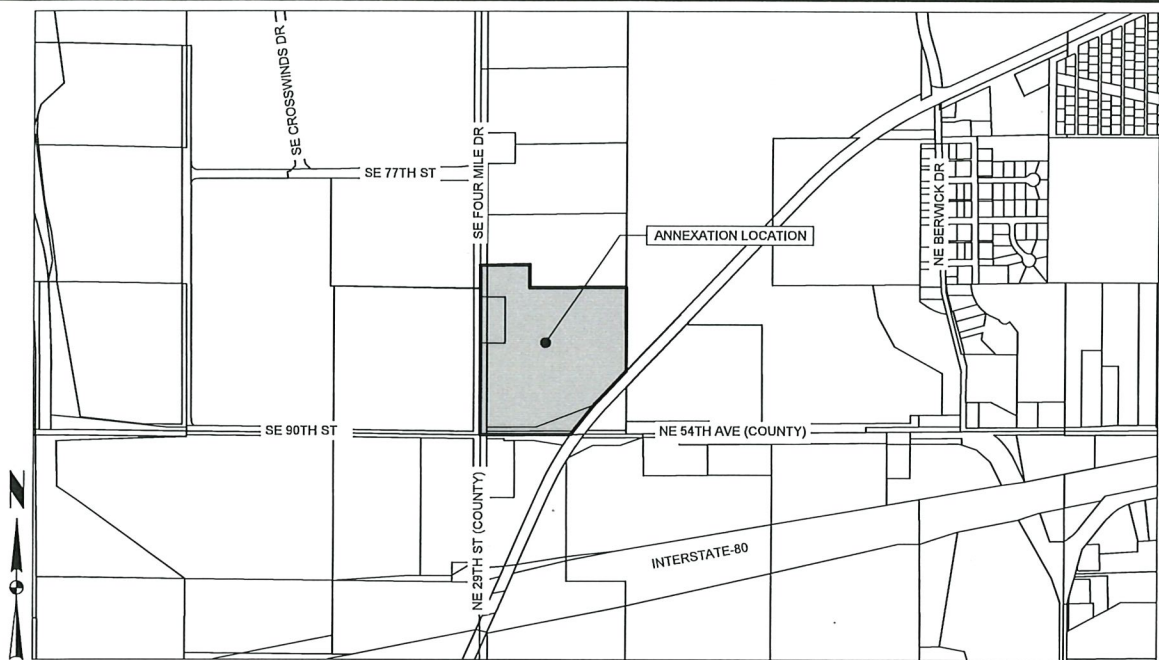 SE CROSSWINDS DR
SE 77TH ST
SE FOUR MILE DR
NE BERWICK DR
ANNEXATION LOCATION
SE 90TH ST
NE 54TH AVE (COUNTY)
NE 29TH ST (COUNTY)
INTERSTATE-80
N